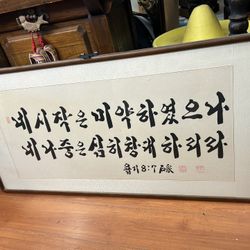 네 시작은 미약하였으나
네 나중은 심히 창대 하리라
욥기 8:7